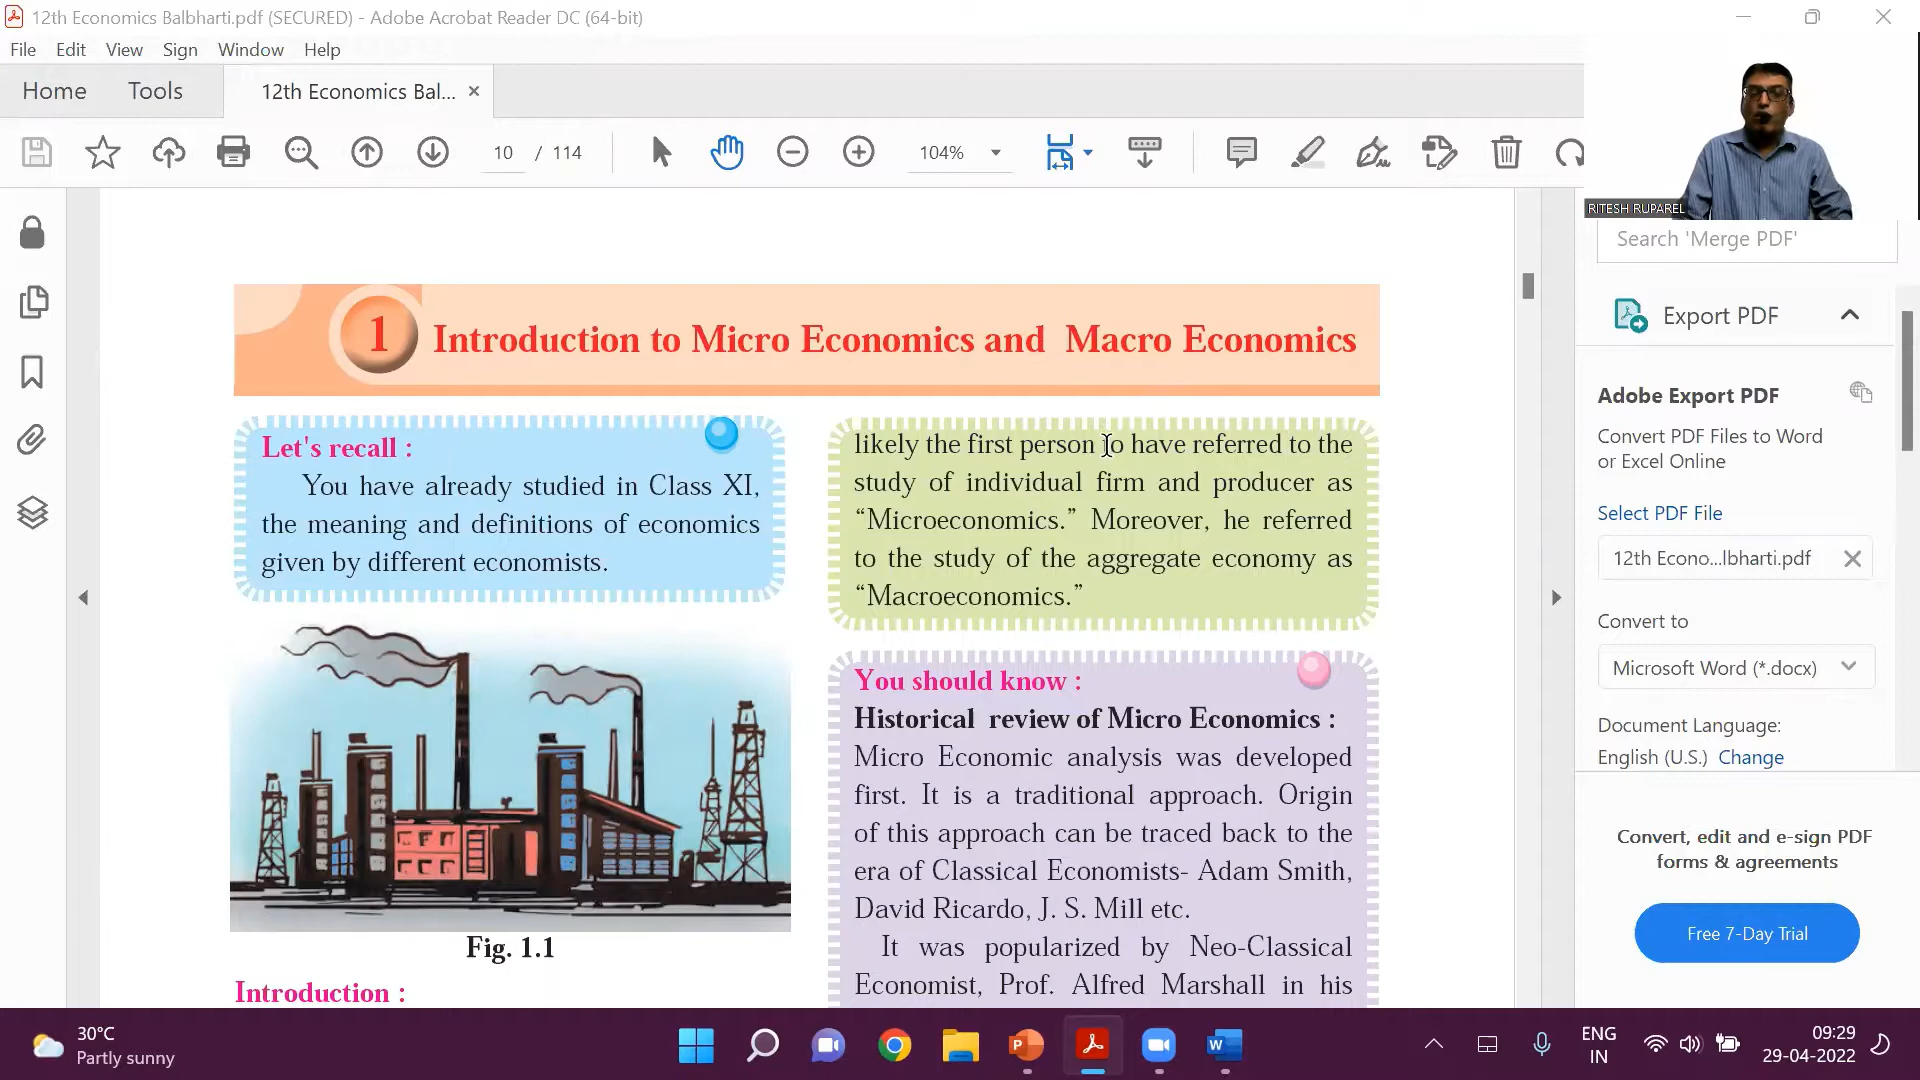 12th Economics Balbharti.pdf (SECURED) - Adobe Acrobat Reader DC (64-bit)
File Edit View Sign Window Help
Home Tools 12th Economics Bal...
10 / 114
104%
RITESH RUPAREL
Search 'Merge PDF'
Export PDF
Adobe Export PDF
Convert PDF Files to Word
or Excel Online
Select PDF File
12th Econo...lbharti.pdf
Convert to
Microsoft Word (*.docx)
Document Language:
English (U.S.) Change
Convert, edit and e-sign PDF
forms & agreements
Free 7-Day Trial
1 Introduction to Micro Economics and Macro Economics
Let's recall :
You have already studied in Class XI,
the meaning and definitions of economics
given by different economists.
Fig. 1.1
Introduction :
likely the first person to have referred to the
study of individual firm and producer as
“Microeconomics.” Moreover, he referred
to the study of the aggregate economy as
“Macroeconomics.”
You should know :
Historical review of Micro Economics :
Micro Economic analysis was developed
first. It is a traditional approach. Origin
of this approach can be traced back to the
era of Classical Economists- Adam Smith,
David Ricardo, J. S. Mill etc.
It was popularized by Neo-Classical
Economist, Prof. Alfred Marshall in his
30°C
Partly sunny
ENG
IN
09:29
29-04-2022